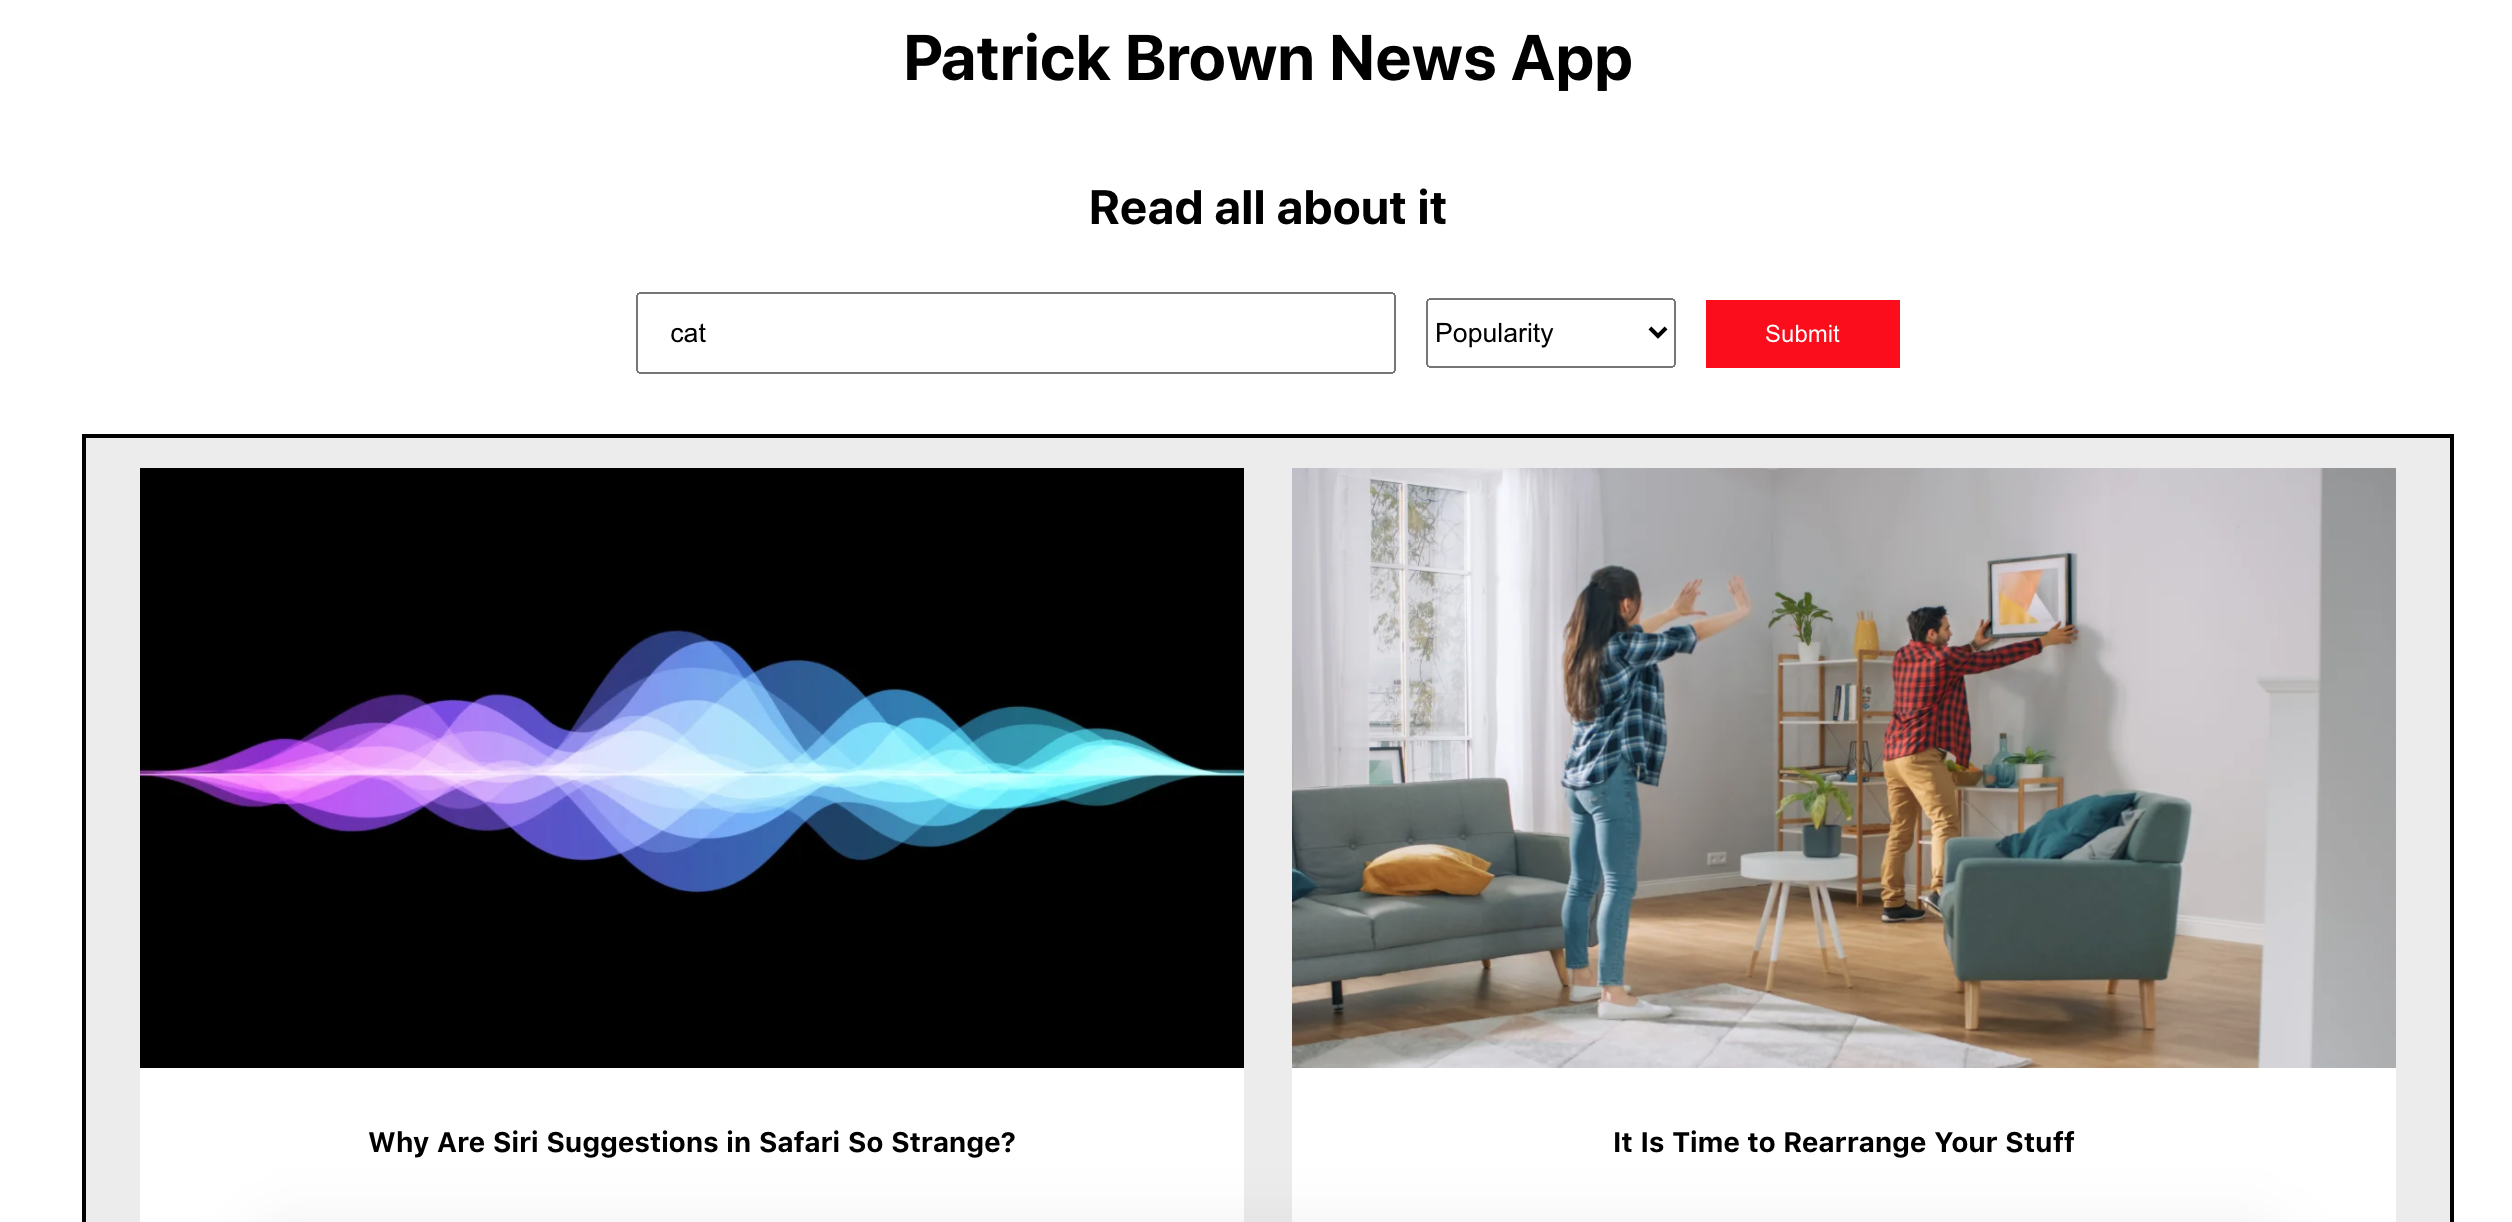 Patrick Brown News App
Read all about it
cat
Popularity
Submit
Why Are Siri Suggestions in Safari So Strange?
It Is Time to Rearrange Your Stuff